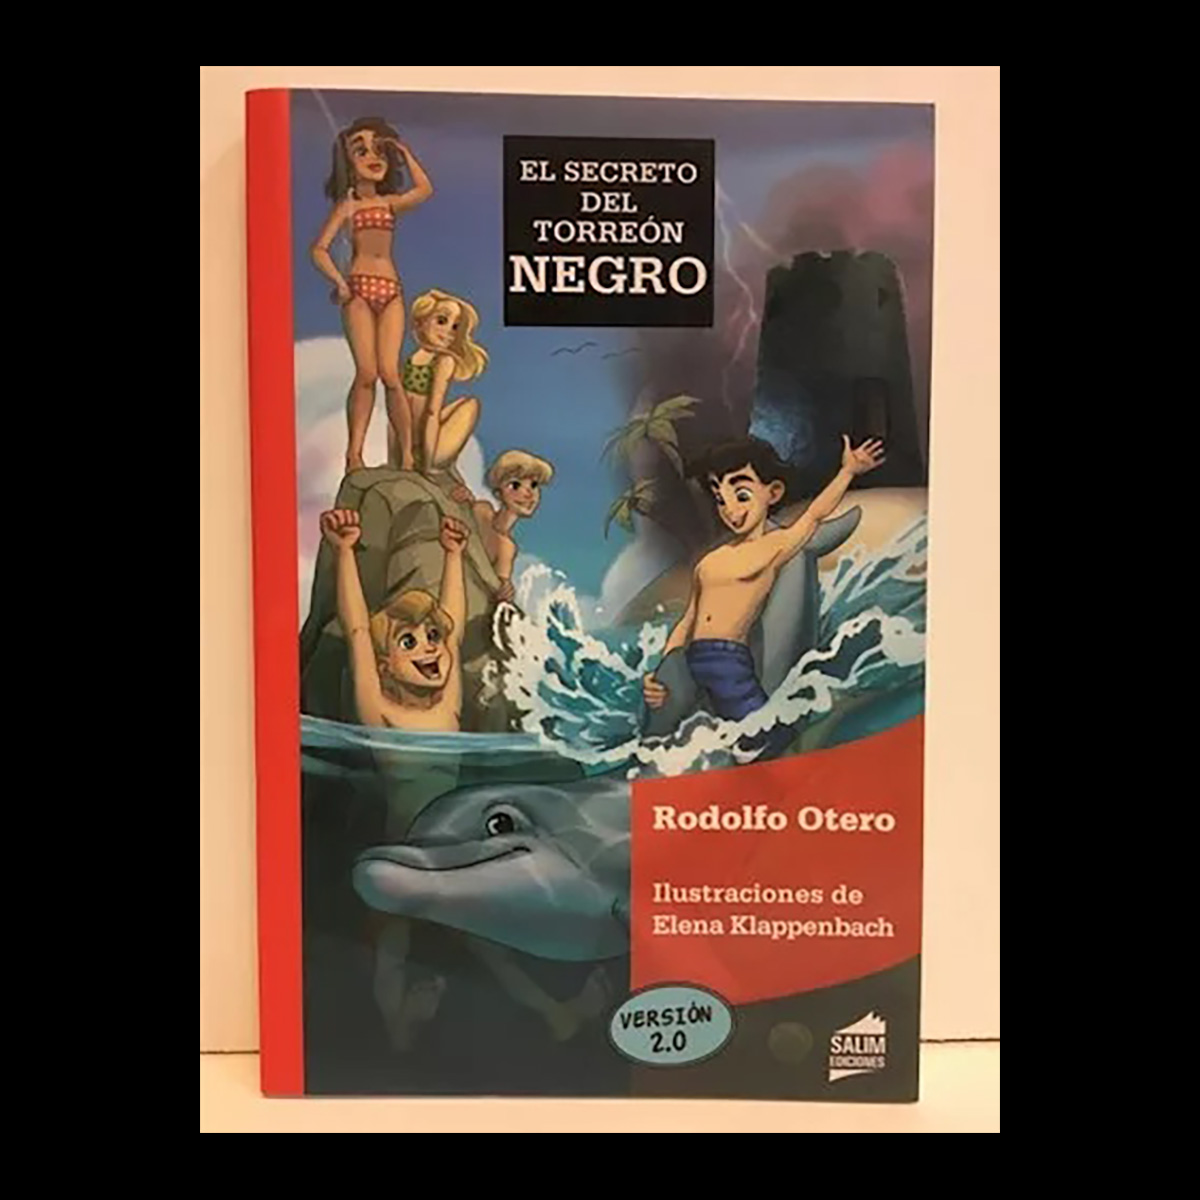 EL SECRETO
DEL
TORREÓN
NEGRO
Rodolfo Otero
Ilustraciones de
Elena Klappenbach
VERSIÓN
2.0
SALIM
EDICIONES